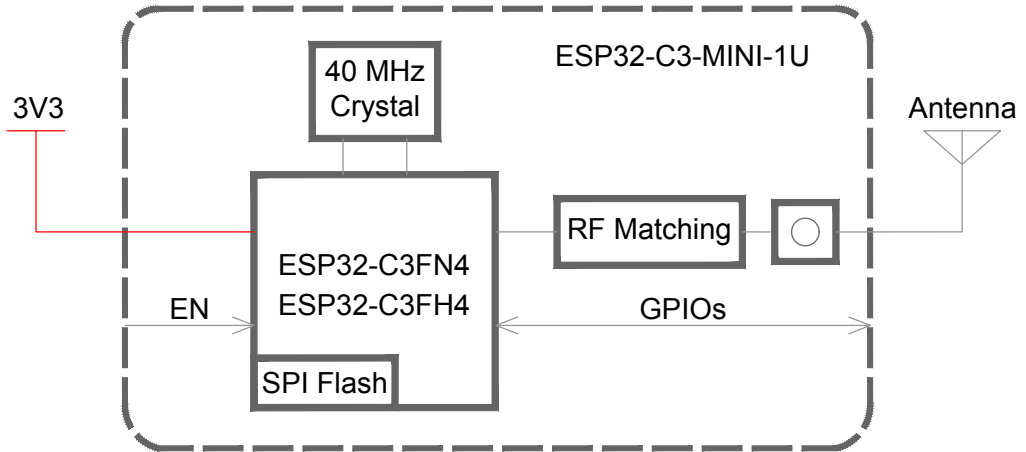 ESP32-C3-MINI-1U
40 MHz
Crystal
3V3
Antenna
RF Matching
ESP32-C3FN4
ESP32-C3FH4
EN
GPIOs
SPI Flash